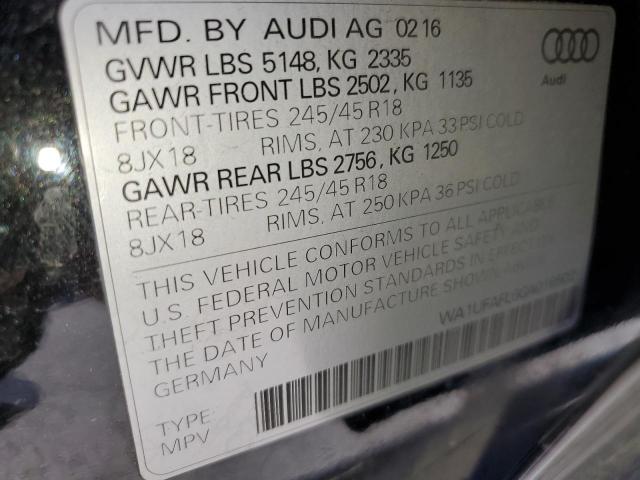 MFD. BY AUDI AG 02 16
GVWR LBS 5148, KG 2335
GAWR FRONT LBS 2502, KG 1135
FRONT-TIRES 245/45 R18
8JX18 RIMS, AT 230 KPA 33 PSI COLD
GAWR REAR LBS 2756, KG 1250
REAR-TIRES 245/45 R18
8JX18 RIMS, AT 250 KPA 36 PSI COLD
Audi
THIS VEHICLE CONFORMS TO ALL APPLICABLE
U.S. FEDERAL MOTOR VEHICLE SAFETY AND
THEFT PREVENTION STANDARDS IN EFFECT ON
THE DATE OF MANUFACTURE SHOWN
GERMANY
TYPE:
MPV